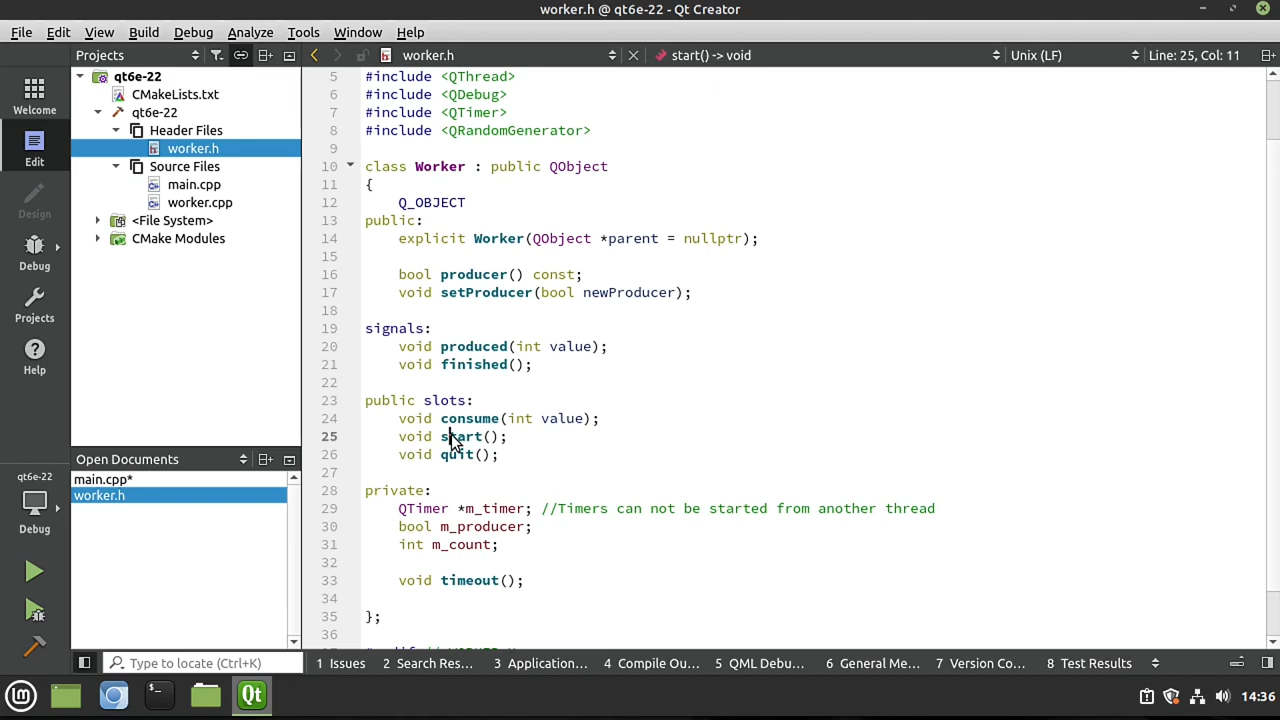 worker.h @ qt6e-22 - Qt Creator
File Edit View Build Debug Analyze Tools Window Help
Projects worker.h start() -> void Unix (LF) Line: 25, Col: 11
Welcome
Edit
Design
Debug
Projects
Help
qt6e-22
Debug
qt6e-22
CMakeLists.txt
qt6e-22
Header Files
worker.h
Source Files
main.cpp
worker.cpp
<File System>
CMake Modules
Open Documents
main.cpp*
worker.h
5 #include <QThread>
6 #include <QDebug>
7 #include <QTimer>
8 #include <QRandomGenerator>
9
10 class Worker : public QObject
11 {
12 Q_OBJECT
13 public:
14 explicit Worker(QObject *parent = nullptr);
15
16 bool producer() const;
17 void setProducer(bool newProducer);
18
19 signals:
20 void produced(int value);
21 void finished();
22
23 public slots:
24 void consume(int value);
25 void start();
26 void quit();
27
28 private:
29 QTimer *m_timer; //Timers can not be started from another thread
30 bool m_producer;
31 int m_count;
32
33 void timeout();
34
35 };
36
Type to locate (Ctrl+K) 1 Issues 2 Search Res... 3 Application... 4 Compile Ou... 5 QML Debu... 6 General Me... 7 Version Co... 8 Test Results
14:36